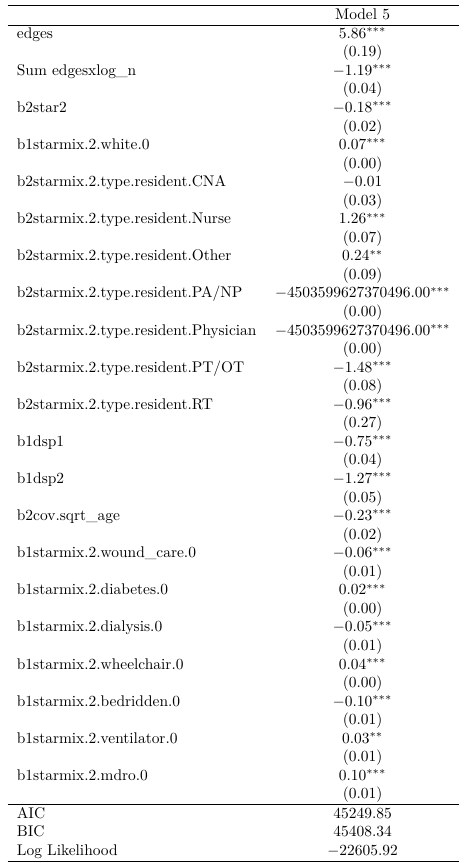 Model 5
edges 5.86***
(0.19)
Sum edgesxlog_n −1.19***
(0.04)
b2star2 −0.18***
(0.02)
b1starmix.2.white.0 0.07***
(0.00)
b2starmix.2.type.resident.CNA −0.01
(0.03)
b2starmix.2.type.resident.Nurse 1.26***
(0.07)
b2starmix.2.type.resident.Other 0.24**
(0.09)
b2starmix.2.type.resident.PA/NP −4503599627370496.00***
(0.00)
b2starmix.2.type.resident.Physician −4503599627370496.00***
(0.00)
b2starmix.2.type.resident.PT/OT −1.48***
(0.08)
b2starmix.2.type.resident.RT −0.96***
(0.27)
b1dsp1 −0.75***
(0.04)
b1dsp2 −1.27***
(0.05)
b2cov.sqrt_age −0.23***
(0.02)
b1starmix.2.wound_care.0 −0.06***
(0.01)
b1starmix.2.diabetes.0 0.02***
(0.00)
b1starmix.2.dialysis.0 −0.05***
(0.01)
b1starmix.2.wheelchair.0 0.04***
(0.00)
b1starmix.2.bedridden.0 −0.10***
(0.01)
b1starmix.2.ventilator.0 0.03**
(0.01)
b1starmix.2.mdro.0 0.10***
(0.01)
AIC 45249.85
BIC 45408.34
Log Likelihood −22605.92